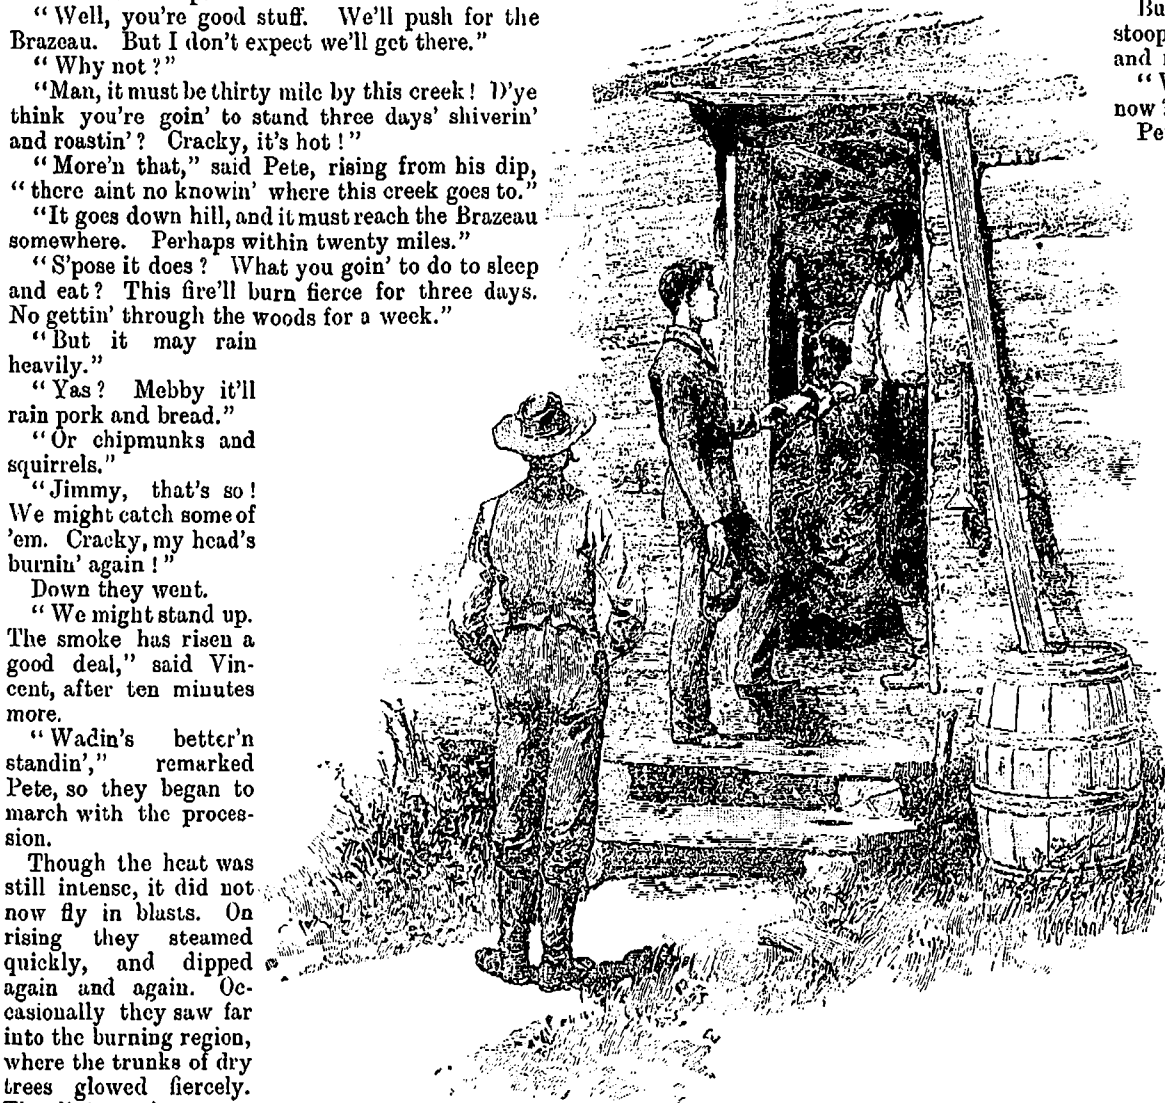 "Well, you're good stuff. We'll push for the
Brazeau. But I don't expect we'll get there."
"Why not?"
"Man, it must be thirty mile by this creek! D'ye
think you're goin' to stand three days' shiverin'
and roastin'? Cracky, it's hot!"
"More'n that," said Pete, rising from his dip,
"there aint no knowin' where this creek goes to."
"It goes down hill, and it must reach the Brazeau
somewhere. Perhaps within twenty miles."
"S'pose it does? What you goin' to do to sleep
and eat? This fire'll burn fierce for three days.
No gettin' through the woods for a week."
"But it may rain
heavily."
"Yas? Mebby it'll
rain pork and bread."
"Or chipmunks and
squirrels."
"Jimmy, that's so!
We might catch some of
'em. Cracky, my head's
burnin' again!"
Down they went.
"We might stand up.
The smoke has risen a
good deal," said Vin-
cent, after ten minutes
more.
"Wadin's better'n
standin'," remarked
Pete, so they began to
march with the proces-
sion.
Though the heat was
still intense, it did not
now fly in blasts. On
rising they steamed
quickly, and dipped
again and again. Oc-
casionally they saw far
into the burning region,
where the trunks of dry
trees glowed fiercely.
Bu
stoop
and
now
Pe